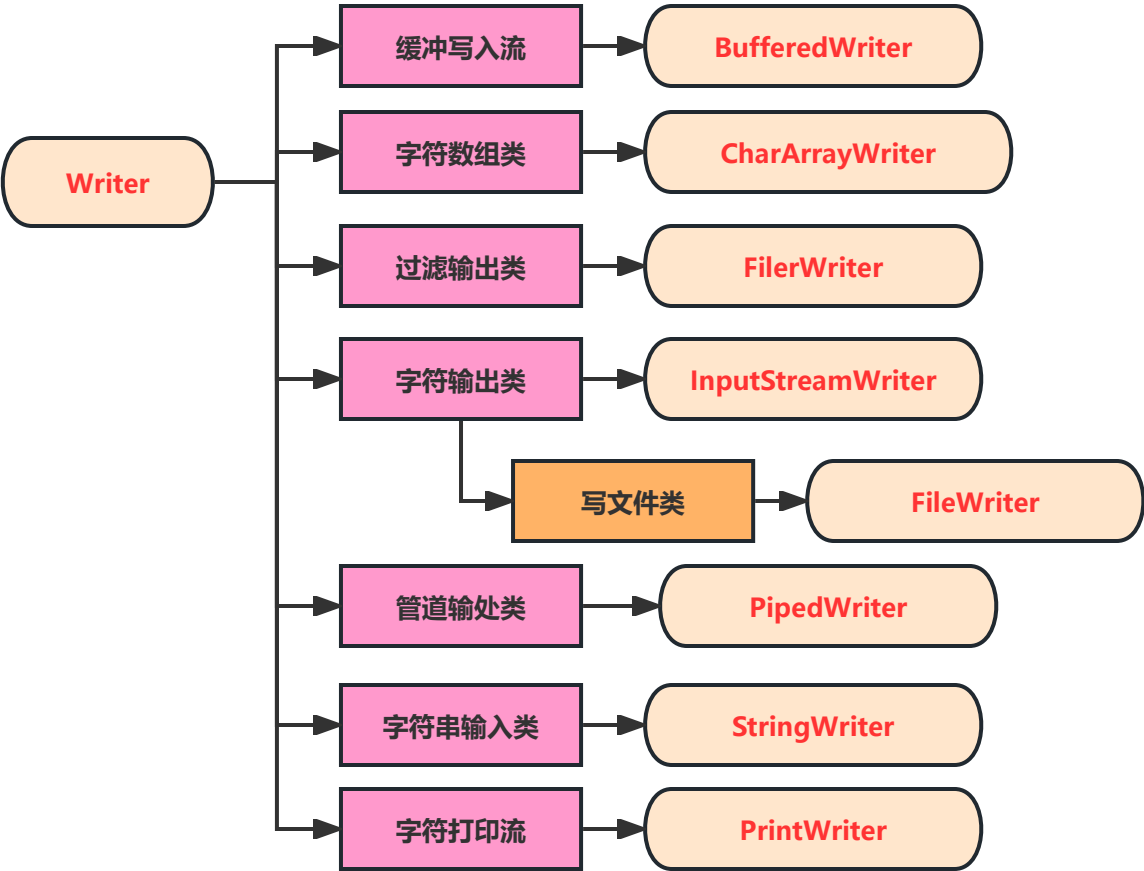 缓冲写入流
BufferedWriter
字符数组类
CharArrayWriter
Writer
过滤输出类
FilerWriter
字符输出类
InputStreamWriter
写文件类
FileWriter
管道输处类
PipedWriter
字符串输入类
StringWriter
字符打印流
PrintWriter